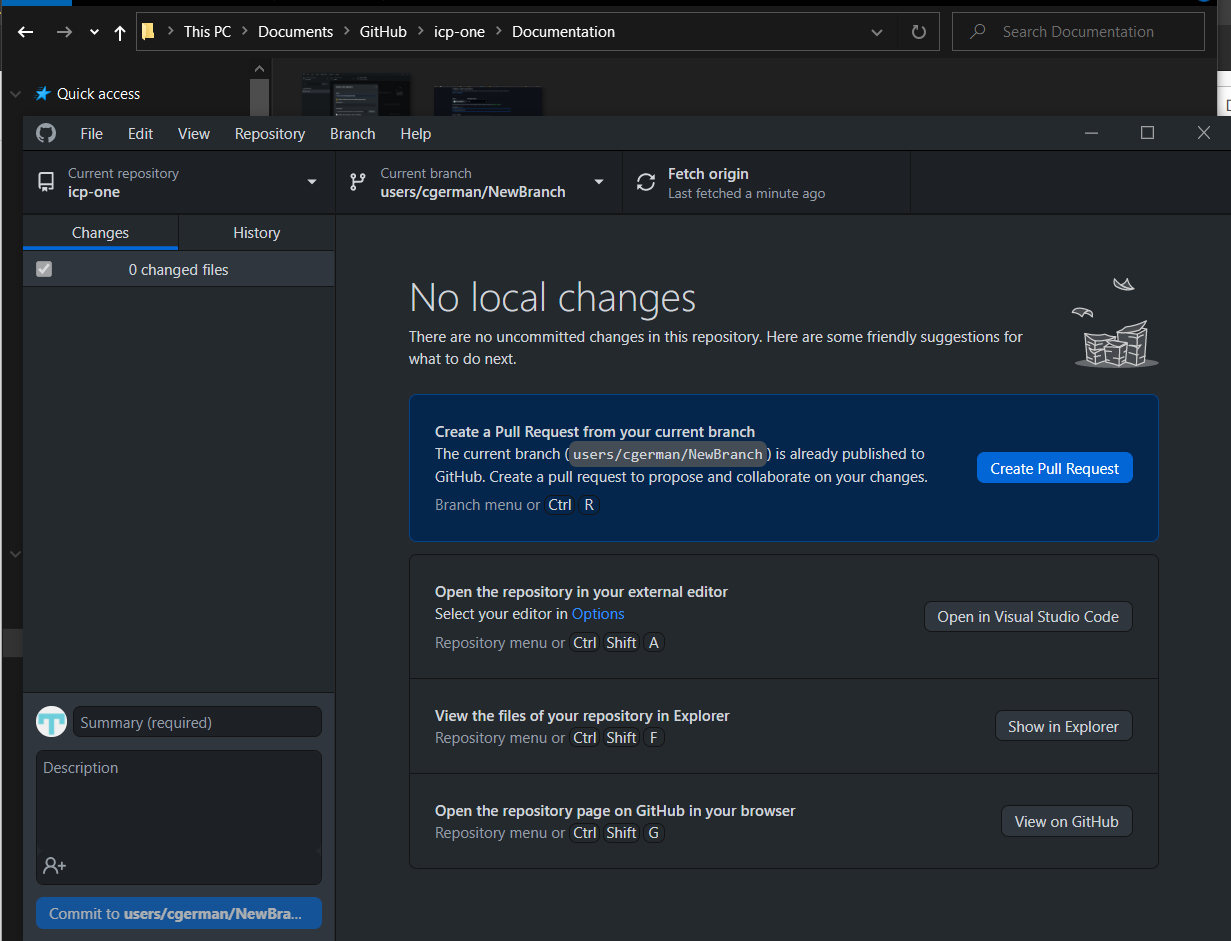 This PC > Documents > GitHub > icp-one > Documentation
Search Documentation
Quick access
File Edit View Repository Branch Help
Current repository
icp-one
Current branch
users/cgerman/NewBranch
Fetch origin
Last fetched a minute ago
Changes
History
0 changed files
No local changes
There are no uncommitted changes in this repository. Here are some friendly suggestions for
what to do next.
Create a Pull Request from your current branch
The current branch (users/cgerman/NewBranch) is already published to
GitHub. Create a pull request to propose and collaborate on your changes.
Branch menu or Ctrl R
Create Pull Request
Open the repository in your external editor
Select your editor in Options
Repository menu or Ctrl Shift A
Open in Visual Studio Code
View the files of your repository in Explorer
Repository menu or Ctrl Shift F
Show in Explorer
Open the repository page on GitHub in your browser
Repository menu or Ctrl Shift G
View on GitHub
Summary (required)
Description
Commit to users/cgerman/NewBra...